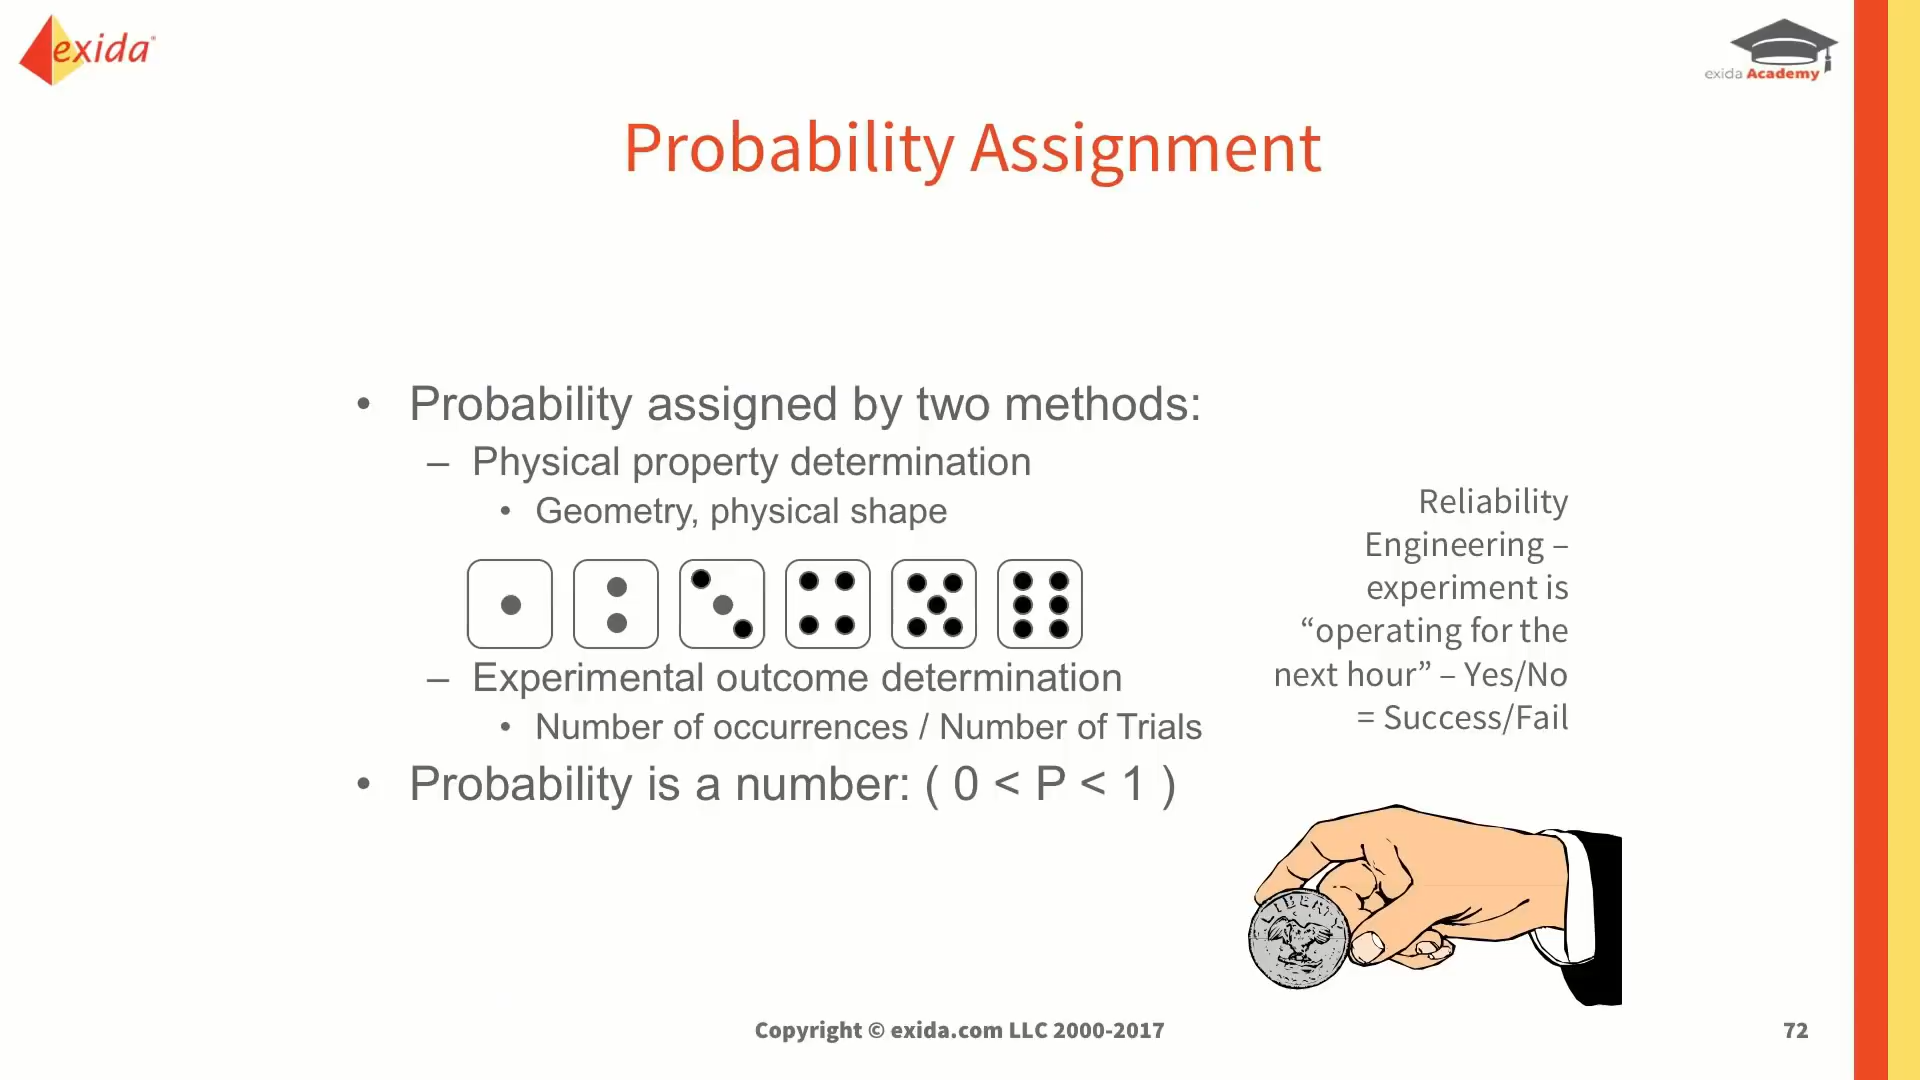 exida
exida Academy
Probability Assignment
• Probability assigned by two methods:
– Physical property determination
• Geometry, physical shape
– Experimental outcome determination
• Number of occurrences / Number of Trials
• Probability is a number: ( 0 < P < 1 )
Reliability
Engineering –
experiment is
“operating for the
next hour” – Yes/No
= Success/Fail
LIBERTY
Copyright © exida.com LLC 2000-2017
72